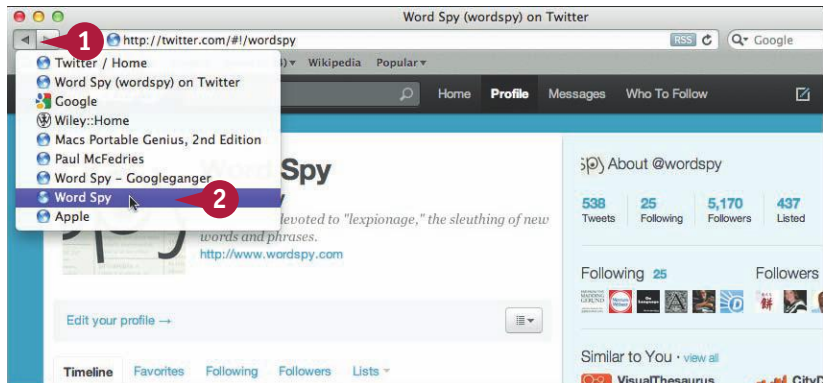 Word Spy (wordspy) on Twitter
1
http://twitter.com/#!/wordspy
RSS
Google
Twitter / Home
Word Spy (wordspy) on Twitter
Google
Wiley::Home
Macs Portable Genius, 2nd Edition
Paul McFedries
Word Spy – Googleganger
Word Spy
Apple
2
Wikipedia Popular
Home Profile Messages Who To Follow
Spy
devoted to "lexpionage," the sleuthing of new
words and phrases.
http://www.wordspy.com
Edit your profile →
Timeline Favorites Following Followers Lists
spy) About @wordspy
538 25 5,170 437
Tweets Following Followers Listed
Following 25 Followers
Similar to You · view all
VisualThesaurus CityD